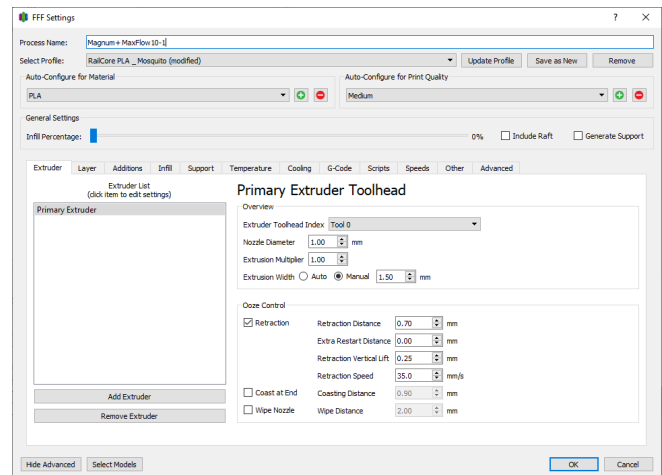 FFF Settings ? X
Process Name: Magnum+ MaxFlow10-1
Select Profile: RailCore PLA _Mosquito (modified) Update Profile Save as New Remove
Auto-Configure for Material Auto-Configure for Print Quality
PLA Medium
General Settings
Infill Percentage: 0% Include Raft Generate Support
Extruder Layer Additions Infill Support Temperature Cooling G-Code Scripts Speeds Other Advanced
Extruder List
(click item to edit settings)
Primary Extruder
Add Extruder
Remove Extruder
Primary Extruder Toolhead
Overview
Extruder Toolhead Index Tool 0
Nozzle Diameter 1.00 mm
Extrusion Multiplier 1.00
Extrusion Width Auto Manual 1.50 mm
Ooze Control
Retraction Retraction Distance 0.70 mm
Extra Restart Distance 0.00 mm
Retraction Vertical Lift 0.25 mm
Retraction Speed 35.0 mm/s
Coast at End Coasting Distance 0.90 mm
Wipe Nozzle Wipe Distance 2.00 mm
Hide Advanced Select Models OK Cancel